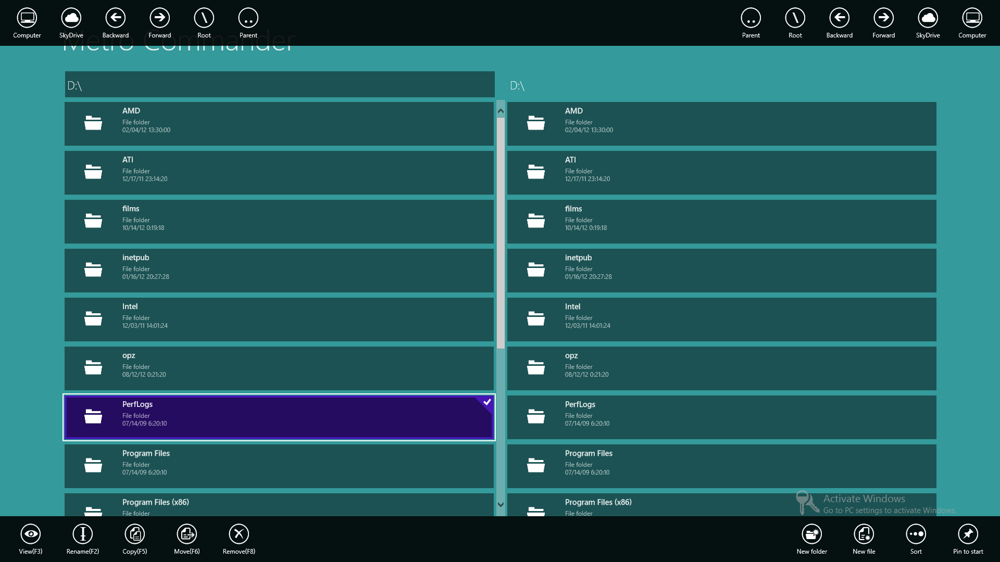 Computer
SkyDrive
Backward
Forward
Root
Parent
Parent
Root
Backward
Forward
SkyDrive
Computer
Metro Commander
D:\
AMD
File folder
02/04/12 13:30:00
ATI
File folder
12/17/11 23:14:20
films
File folder
10/14/12 0:19:18
inetpub
File folder
01/16/12 20:27:28
Intel
File folder
12/03/11 14:01:24
opz
File folder
08/12/12 0:21:20
PerfLogs
File folder
07/14/09 6:20:10
Program Files
File folder
07/14/09 6:20:10
Program Files (x86)
File folder
D:\
AMD
File folder
02/04/12 13:30:00
ATI
File folder
12/17/11 23:14:20
films
File folder
10/14/12 0:19:18
inetpub
File folder
01/16/12 20:27:28
Intel
File folder
12/03/11 14:01:24
opz
File folder
08/12/12 0:21:20
PerfLogs
File folder
07/14/09 6:20:10
Program Files
File folder
07/14/09 6:20:10
Program Files (x86)
File folder
Activate Windows
Go to PC settings to activate Windows.
View(F3)
Rename(F2)
Copy(F5)
Move(F6)
Remove(F8)
New folder
New file
Sort
Pin to start